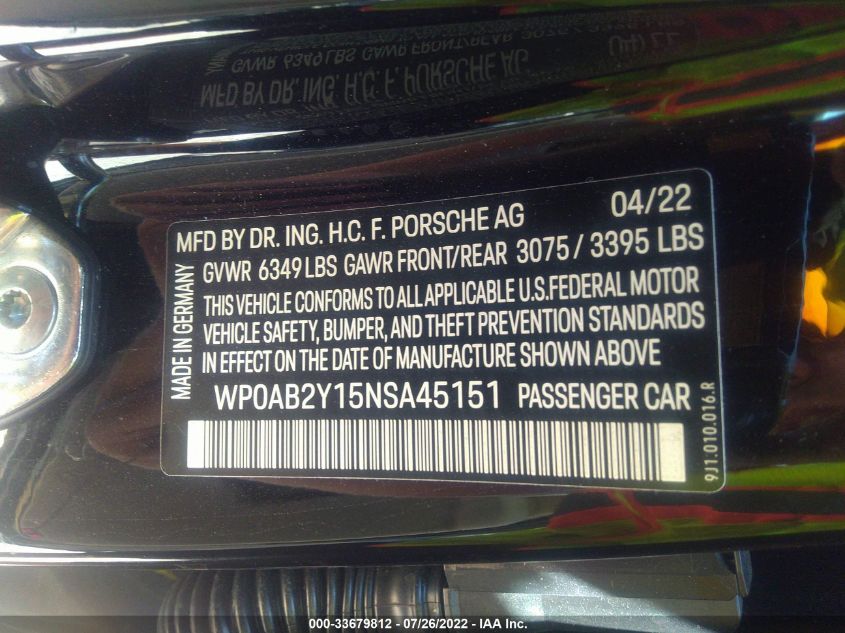 MFD BY DR. ING. H.C. F. PORSCHE AG 04/22
GVWR 6349 LBS GAWR FRONT/REAR 3075 / 3395 LBS
THIS VEHICLE CONFORMS TO ALL APPLICABLE U.S.FEDERAL MOTOR
VEHICLE SAFETY, BUMPER, AND THEFT PREVENTION STANDARDS
IN EFFECT ON THE DATE OF MANUFACTURE SHOWN ABOVE
WP0AB2Y15NSA45151 PASSENGER CAR
MADE IN GERMANY
9J1.010.016.R
000-33679812 - 07/26/2022 - IAA Inc.